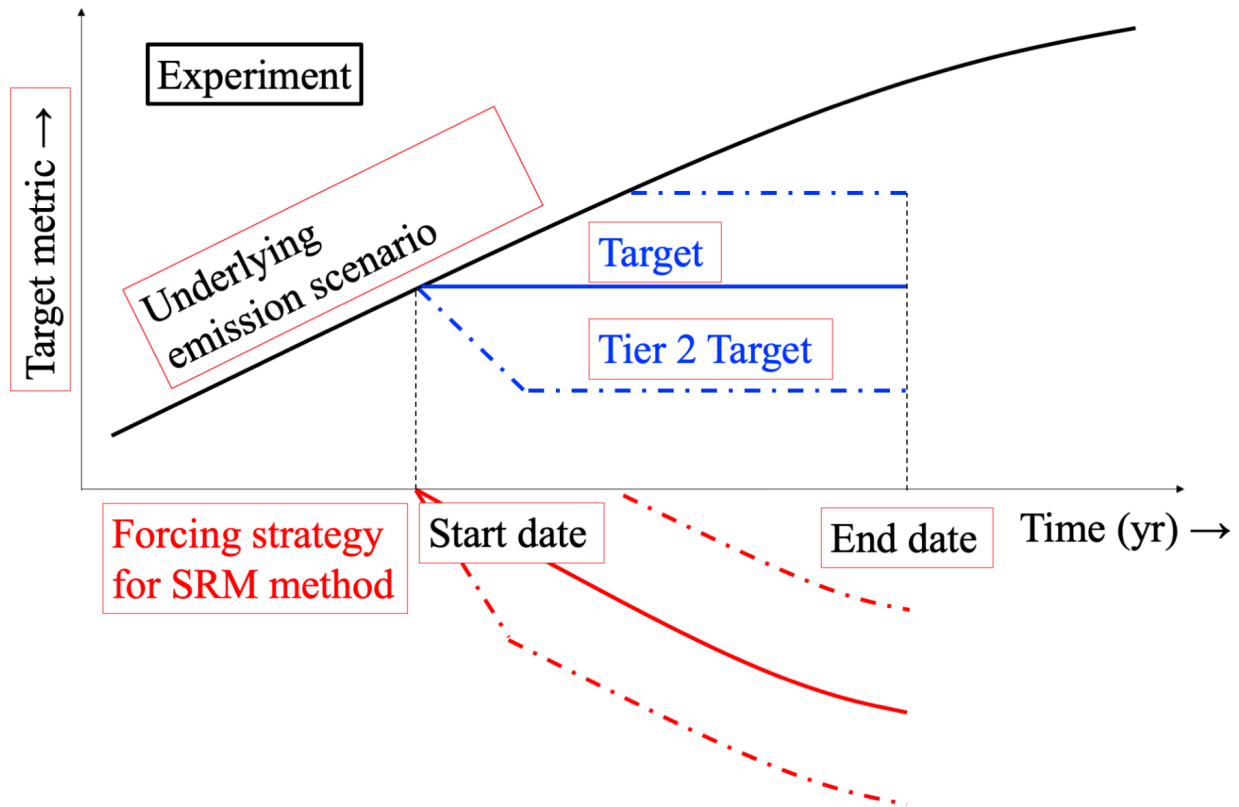 Experiment
Target metric →
Underlying
emission scenario
Target
Tier 2 Target
Forcing strategy
for SRM method
Start date
End date
Time (yr) →